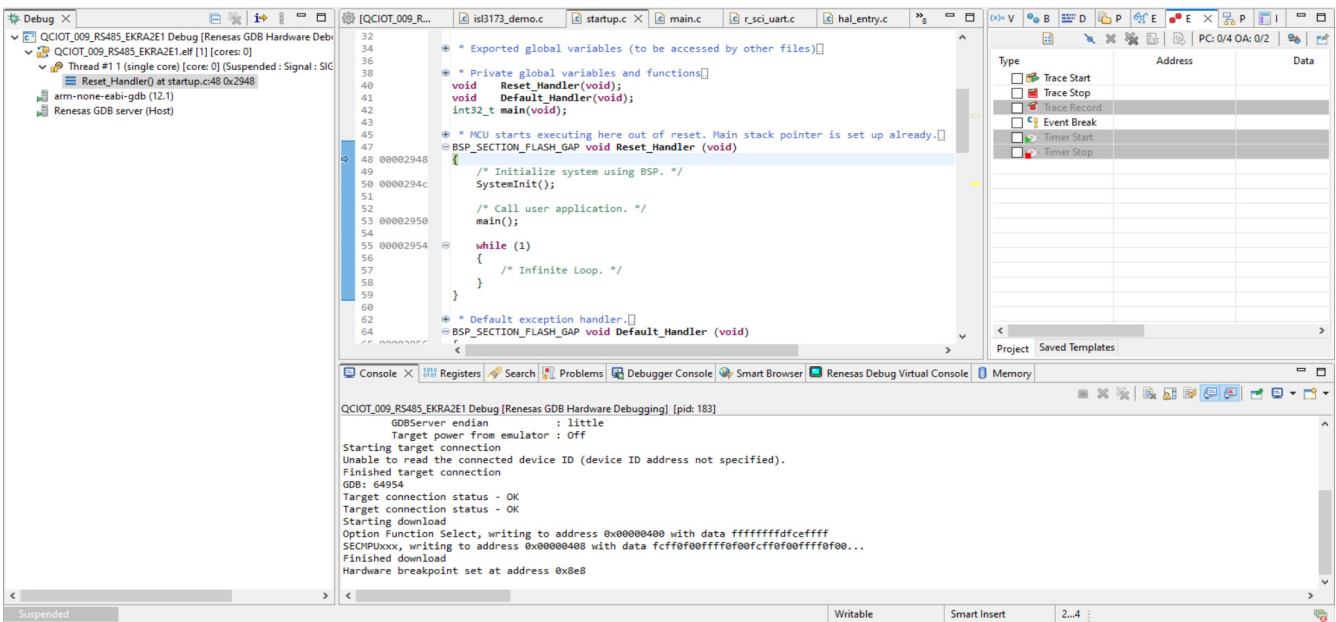 Debug
QCIOT_009_RS485_EKRA2E1 Debug [Renesas GDB Hardware Deb
QCIOT_009_RS485_EKRA2E1.elf [1] [cores: 0]
Thread #1 1 (single core) [core: 0] (Suspended : Signal : SIG
Reset_Handler() at startup.c:48 0x2948
arm-none-eabi-gdb (12.1)
Renesas GDB server (Host)
[QCIOT_009_R...
isl3173_demo.c
startup.c
main.c
r_sci_uart.c
hal_entry.c
32
34 * Exported global variables (to be accessed by other files)
36
38 * Private global variables and functions
40 void Reset_Handler(void);
41 void Default_Handler(void);
42 int32_t main(void);
43
45 * MCU starts executing here out of reset. Main stack pointer is set up already.
47 BSP_SECTION_FLASH_GAP void Reset_Handler (void)
48 00002948 {
49 /* Initialize system using BSP. */
50 0000294c SystemInit();
51
52 /* Call user application. */
53 00002950 main();
54
55 00002954 while (1)
56 {
57 /* Infinite Loop. */
58 }
59 }
60
62 * Default exception handler.
64 BSP_SECTION_FLASH_GAP void Default_Handler (void)
(x)= V
B
D
P
E
E
P
I
PC: 0/4 OA: 0/2
Type Address Data
Trace Start
Trace Stop
Trace Record
Event Break
Timer Start
Timer Stop
Project Saved Templates
Console Registers Search Problems Debugger Console Smart Browser Renesas Debug Virtual Console Memory
QCIOT_009_RS485_EKRA2E1 Debug [Renesas GDB Hardware Debugging] [pid: 183]
GDBServer endian : little
Target power from emulator : Off
Starting target connection
Unable to read the connected device ID (device ID address not specified).
Finished target connection
GDB: 64954
Target connection status - OK
Target connection status - OK
Starting download
Option Function Select, writing to address 0x00000400 with data ffffffffdfceffff
SECMPUxxx, writing to address 0x00000408 with data fcff0f00ffff0f00fcff0f00ffff0f00...
Finished download
Hardware breakpoint set at address 0x8e8
Suspended
Writable
Smart Insert
2...4